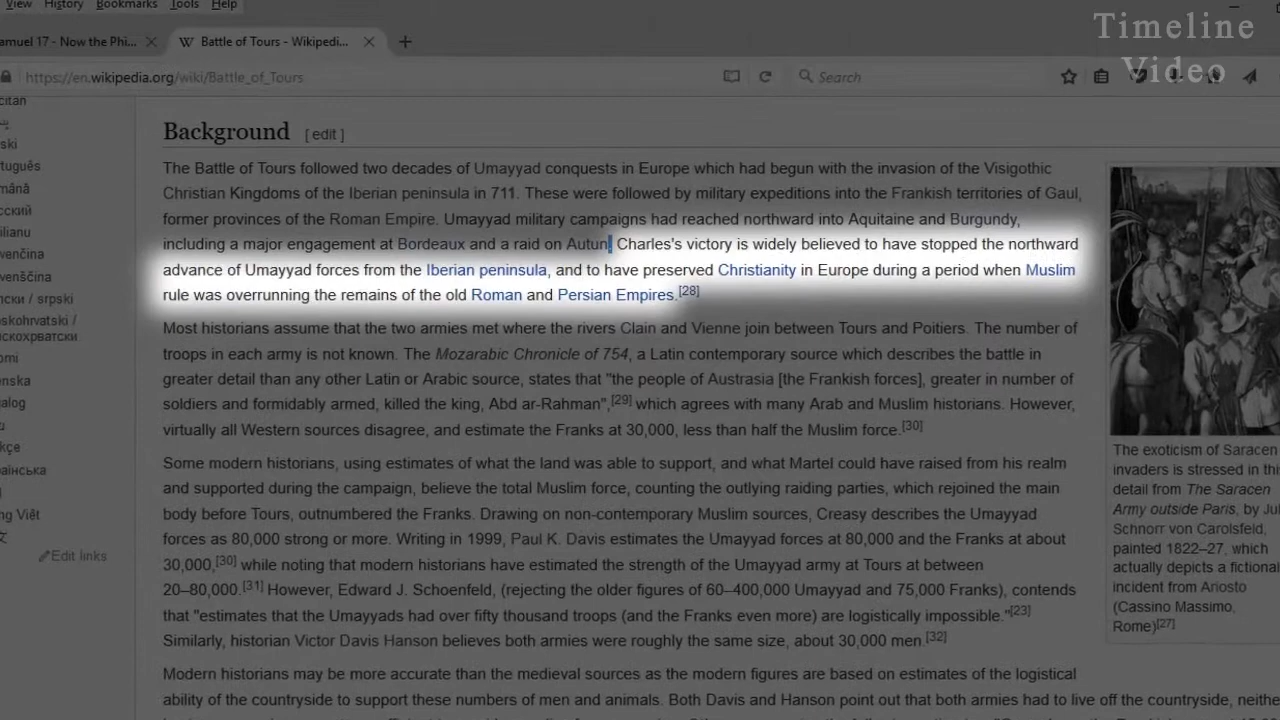 View History Bookmarks Tools Help
Timeline
Video
amuel 17 - Now the Phi... Battle of Tours - Wikipedi...
https://en.wikipedia.org/wiki/Battle_of_Tours
Search
Background [ edit ]
The Battle of Tours followed two decades of Umayyad conquests in Europe which had begun with the invasion of the Visigothic
Christian Kingdoms of the Iberian peninsula in 711. These were followed by military expeditions into the Frankish territories of Gaul,
former provinces of the Roman Empire. Umayyad military campaigns had reached northward into Aquitaine and Burgundy,
including a major engagement at Bordeaux and a raid on Autun. Charles's victory is widely believed to have stopped the northward
advance of Umayyad forces from the Iberian peninsula, and to have preserved Christianity in Europe during a period when Muslim
rule was overrunning the remains of the old Roman and Persian Empires.[28]
Most historians assume that the two armies met where the rivers Clain and Vienne join between Tours and Poitiers. The number of
troops in each army is not known. The Mozarabic Chronicle of 754, a Latin contemporary source which describes the battle in
greater detail than any other Latin or Arabic source, states that "the people of Austrasia [the Frankish forces], greater in number of
soldiers and formidably armed, killed the king, Abd ar-Rahman",[29] which agrees with many Arab and Muslim historians. However,
virtually all Western sources disagree, and estimate the Franks at 30,000, less than half the Muslim force.[30]
Some modern historians, using estimates of what the land was able to support, and what Martel could have raised from his realm
and supported during the campaign, believe the total Muslim force, counting the outlying raiding parties, which rejoined the main
body before Tours, outnumbered the Franks. Drawing on non-contemporary Muslim sources, Creasy describes the Umayyad
forces as 80,000 strong or more. Writing in 1999, Paul K. Davis estimates the Umayyad forces at 80,000 and the Franks at about
30,000,[30] while noting that modern historians have estimated the strength of the Umayyad army at Tours at between
20–80,000.[31] However, Edward J. Schoenfeld, (rejecting the older figures of 60–400,000 Umayyad and 75,000 Franks), contends
that "estimates that the Umayyads had over fifty thousand troops (and the Franks even more) are logistically impossible."[23]
Similarly, historian Victor Davis Hanson believes both armies were roughly the same size, about 30,000 men.[32]
Modern historians may be more accurate than the medieval sources as the modern figures are based on estimates of the logistical
ability of the countryside to support these numbers of men and animals. Both Davis and Hanson point out that both armies had to live off the countryside, neithe
The exoticism of Saracen
invaders is stressed in this
detail from The Saracen
Army outside Paris, by Jul
Schnorr von Carolsfeld,
painted 1822–27, which
actually depicts a fictional
incident from Ariosto
(Cassino Massimo,
Rome)[27]
citan
ski
tuguês
mână
сский
ilianu
venčina
venščina
нски / srpski
pskohrvatski /
скохрватски
omi
enska
alog
kçe
аїнська
ng Việt
文
Edit links